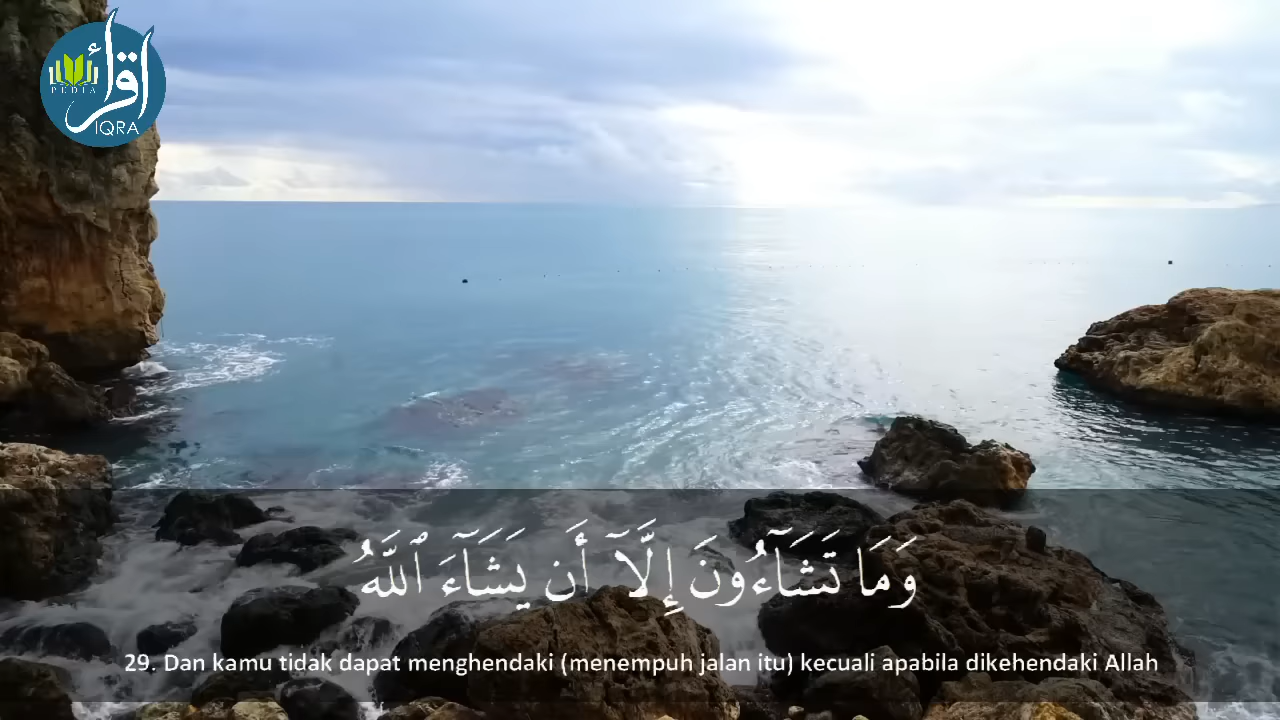 اقرأ
PEDIA
IQRA
وَمَا تَشَآءُونَ إِلَّآ أَن يَشَآءَ ٱللَّهُ
29. Dan kamu tidak dapat menghendaki (menempuh jalan itu) kecuali apabila dikehendaki Allah